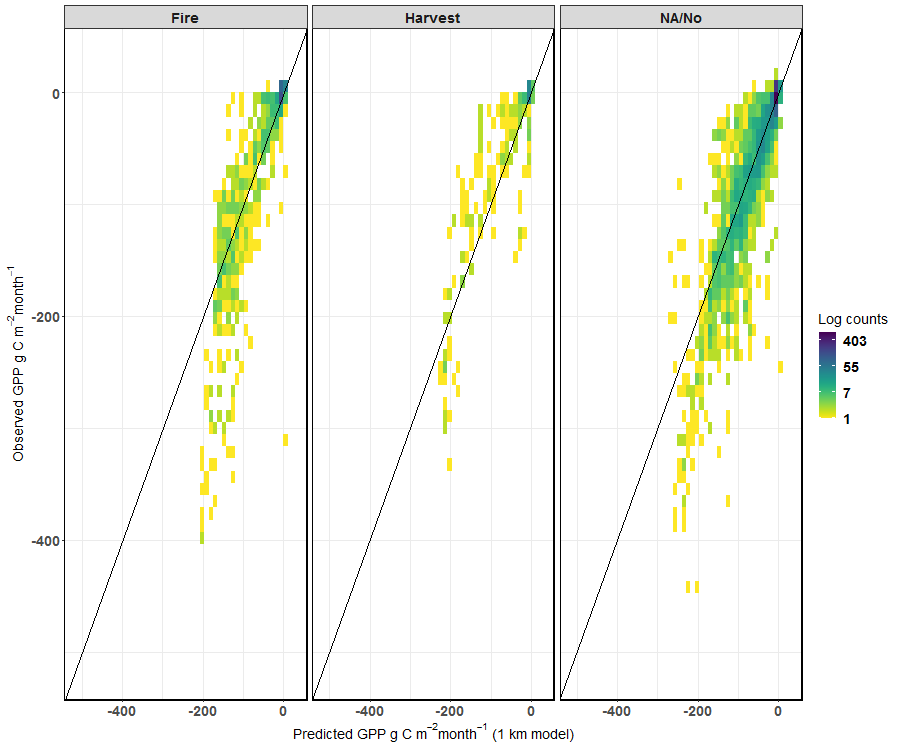 Fire Harvest NA/No
0
-200
-400
Observed GPP g C m⁻²month⁻¹
-400 -200 0 -400 -200 0 -400 -200 0
Predicted GPP g C m⁻²month⁻¹ (1 km model)
Log counts
403
55
7
1